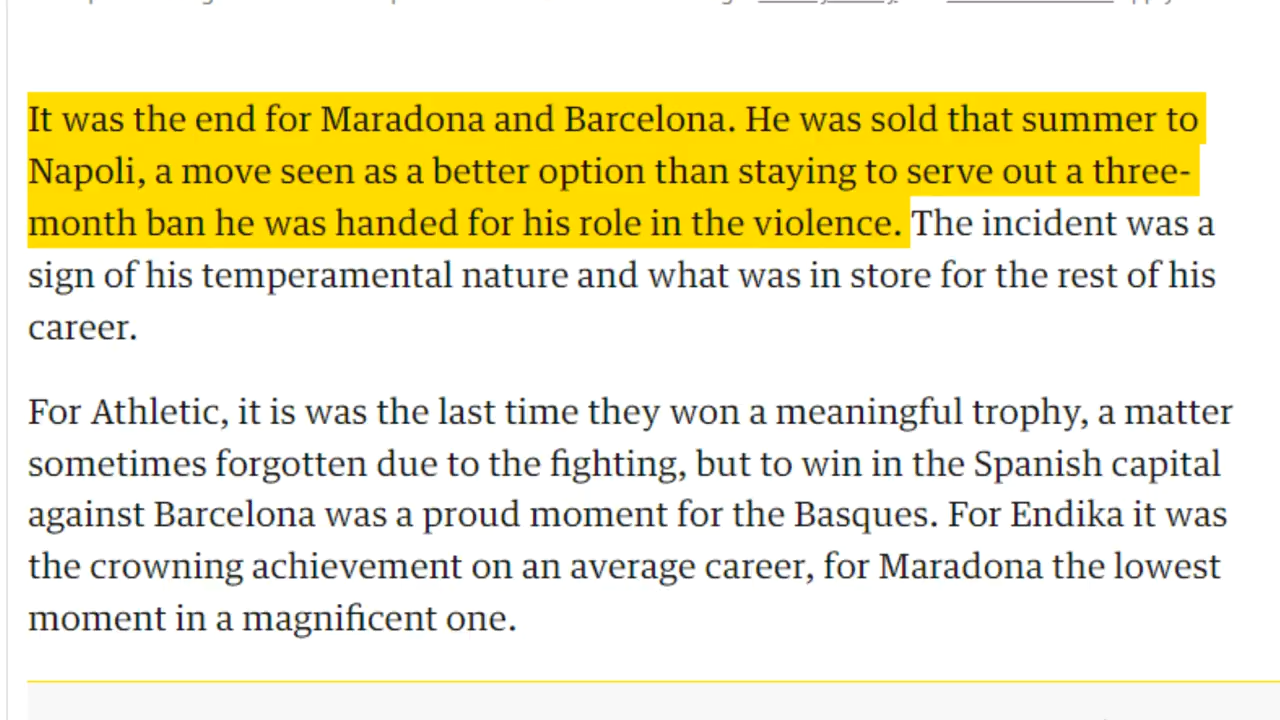 It was the end for Maradona and Barcelona. He was sold that summer to
Napoli, a move seen as a better option than staying to serve out a three-
month ban he was handed for his role in the violence. The incident was a
sign of his temperamental nature and what was in store for the rest of his
career.
For Athletic, it is was the last time they won a meaningful trophy, a matter
sometimes forgotten due to the fighting, but to win in the Spanish capital
against Barcelona was a proud moment for the Basques. For Endika it was
the crowning achievement on an average career, for Maradona the lowest
moment in a magnificent one.